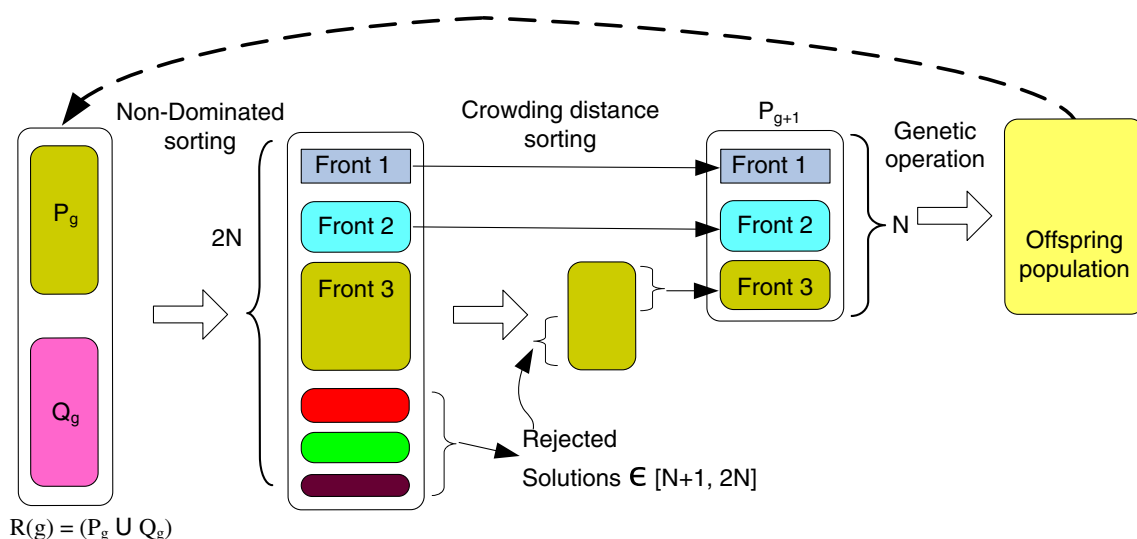 Non-Dominated
sorting
Crowding distance
sorting
P_{g+1}
Genetic
operation
P_g
Q_g
R(g) = (P_g U Q_g)
2N
Front 1
Front 2
Front 3
Front 1
Front 2
Front 3
N
Offspring
population
Rejected
Solutions ϵ [N+1, 2N]